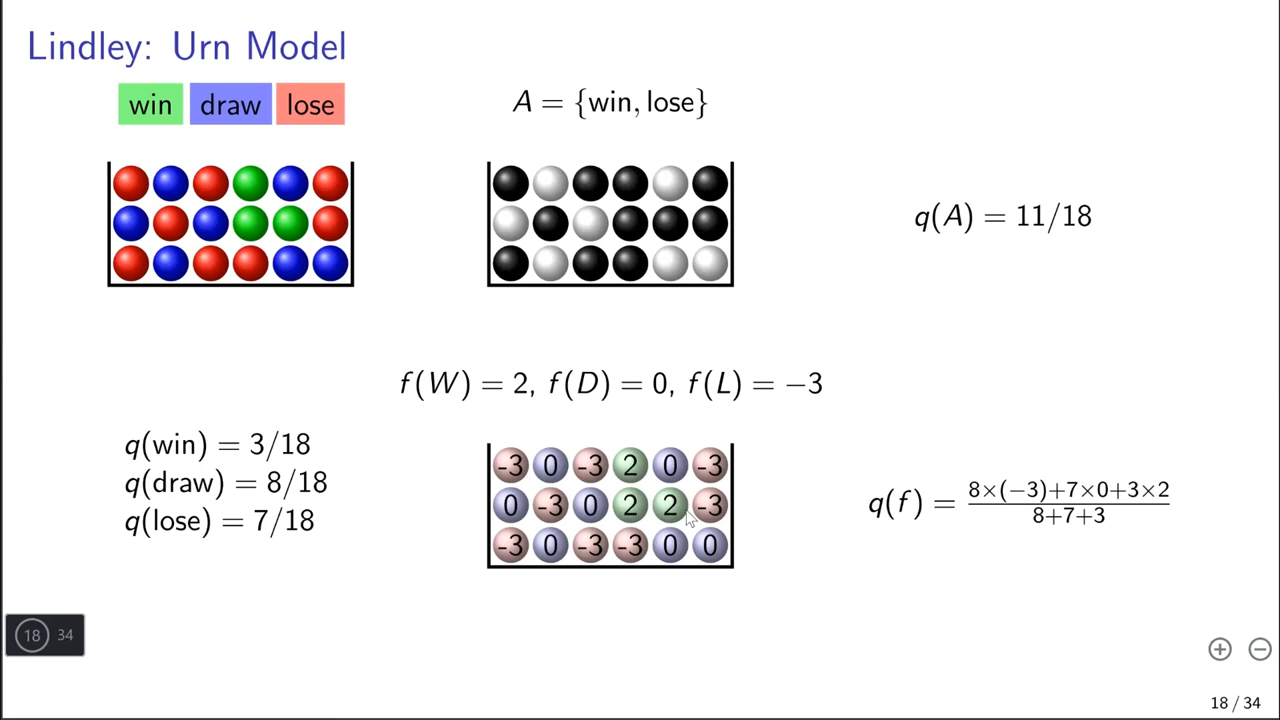 Lindley: Urn Model
win draw lose
A = {win, lose}
q(A) = 11/18
f(W) = 2, f(D) = 0, f(L) = −3
q(win) = 3/18
q(draw) = 8/18
q(lose) = 7/18
-3 0 -3 2 0 -3
0 -3 0 2 2 -3
-3 0 -3 -3 0 0
q(f) = 8×(−3)+7×0+3×2 / 8+7+3
18 34
18 / 34